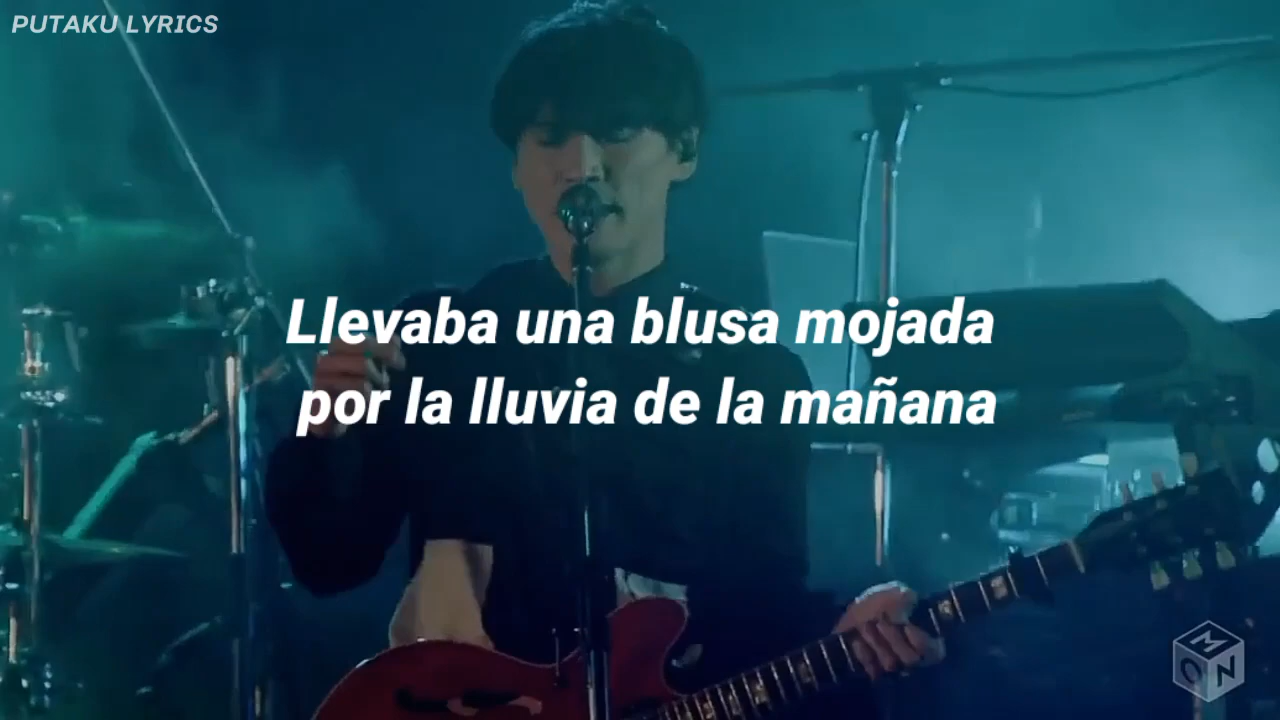 PUTAKU LYRICS
Llevaba una blusa mojada
por la lluvia de la mañana
M
O N